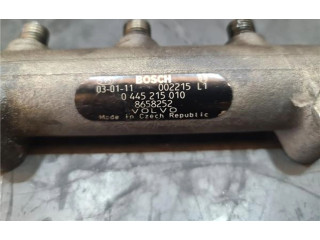 BOSCH
03-01-11 002215 L1
0 445 215 010
8658252
VOLVO
Made in Czech Republic